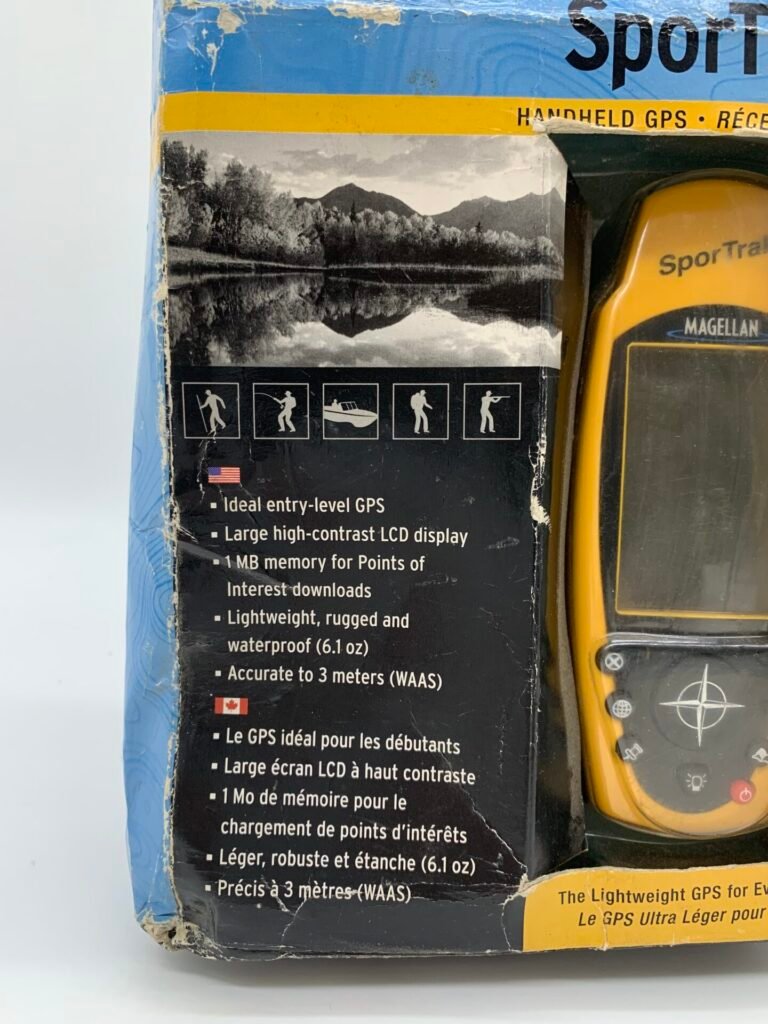 SporT
HANDHELD GPS • RÉCE
SporTrak
MAGELLAN
▪ Ideal entry-level GPS
▪ Large high-contrast LCD display
▪ 1 MB memory for Points of
Interest downloads
▪ Lightweight, rugged and
waterproof (6.1 oz)
▪ Accurate to 3 meters (WAAS)
▪ Le GPS idéal pour les débutants
▪ Large écran LCD à haut contraste
▪ 1 Mo de mémoire pour le
chargement de points d'intérêts
▪ Léger, robuste et étanche (6.1 oz)
▪ Précis à 3 mètres (WAAS)
The Lightweight GPS for Ev
Le GPS Ultra Léger pour